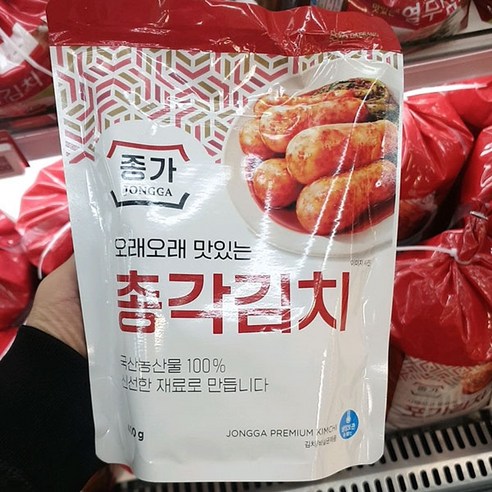 종가
JONGGA
오래오래 맛있는
총각김치
국산농산물 100%
신선한 재료로 만듭니다
JONGGA PREMIUM KIMCHI